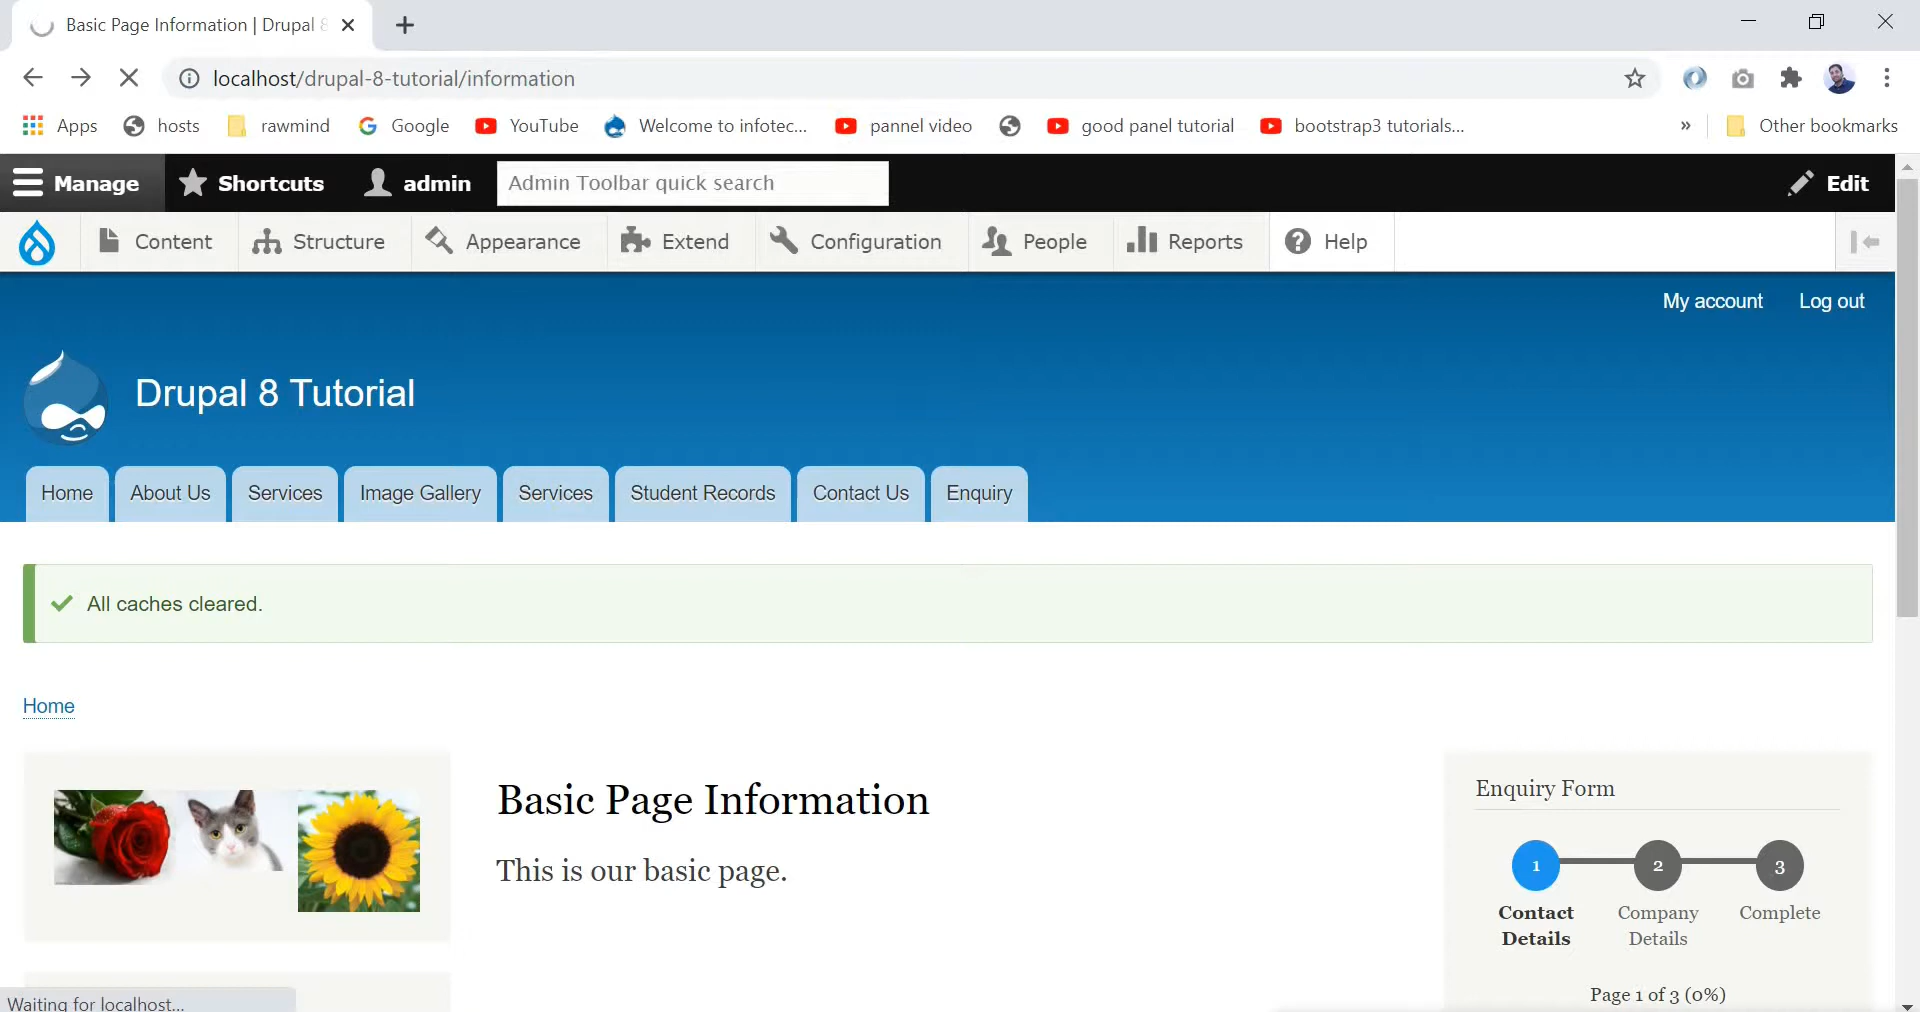 Basic Page Information | Drupal 8
localhost/drupal-8-tutorial/information
Apps hosts rawmind Google YouTube Welcome to infotec... pannel video good panel tutorial bootstrap3 tutorials... » Other bookmarks
Manage Shortcuts admin Admin Toolbar quick search Edit
Content Structure Appearance Extend Configuration People Reports Help
My account Log out
Drupal 8 Tutorial
Home About Us Services Image Gallery Services Student Records Contact Us Enquiry
All caches cleared.
Home
Basic Page Information
This is our basic page.
Enquiry Form
1 2 3
Contact Details
Company Details
Complete
Page 1 of 3 (0%)
Waiting for localhost...